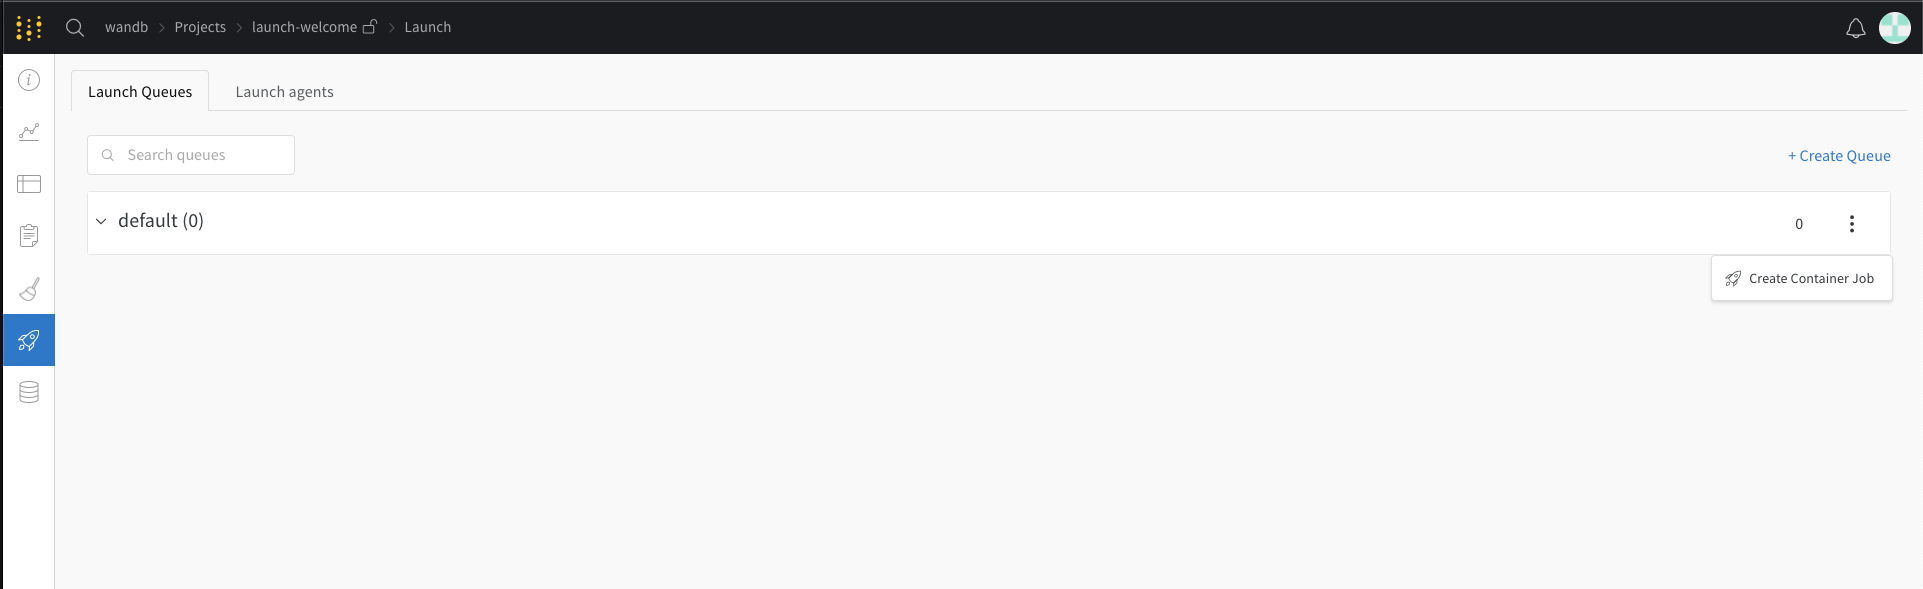 wandb > Projects > launch-welcome > Launch
Launch Queues Launch agents
Search queues + Create Queue
default (0) 0
Create Container Job